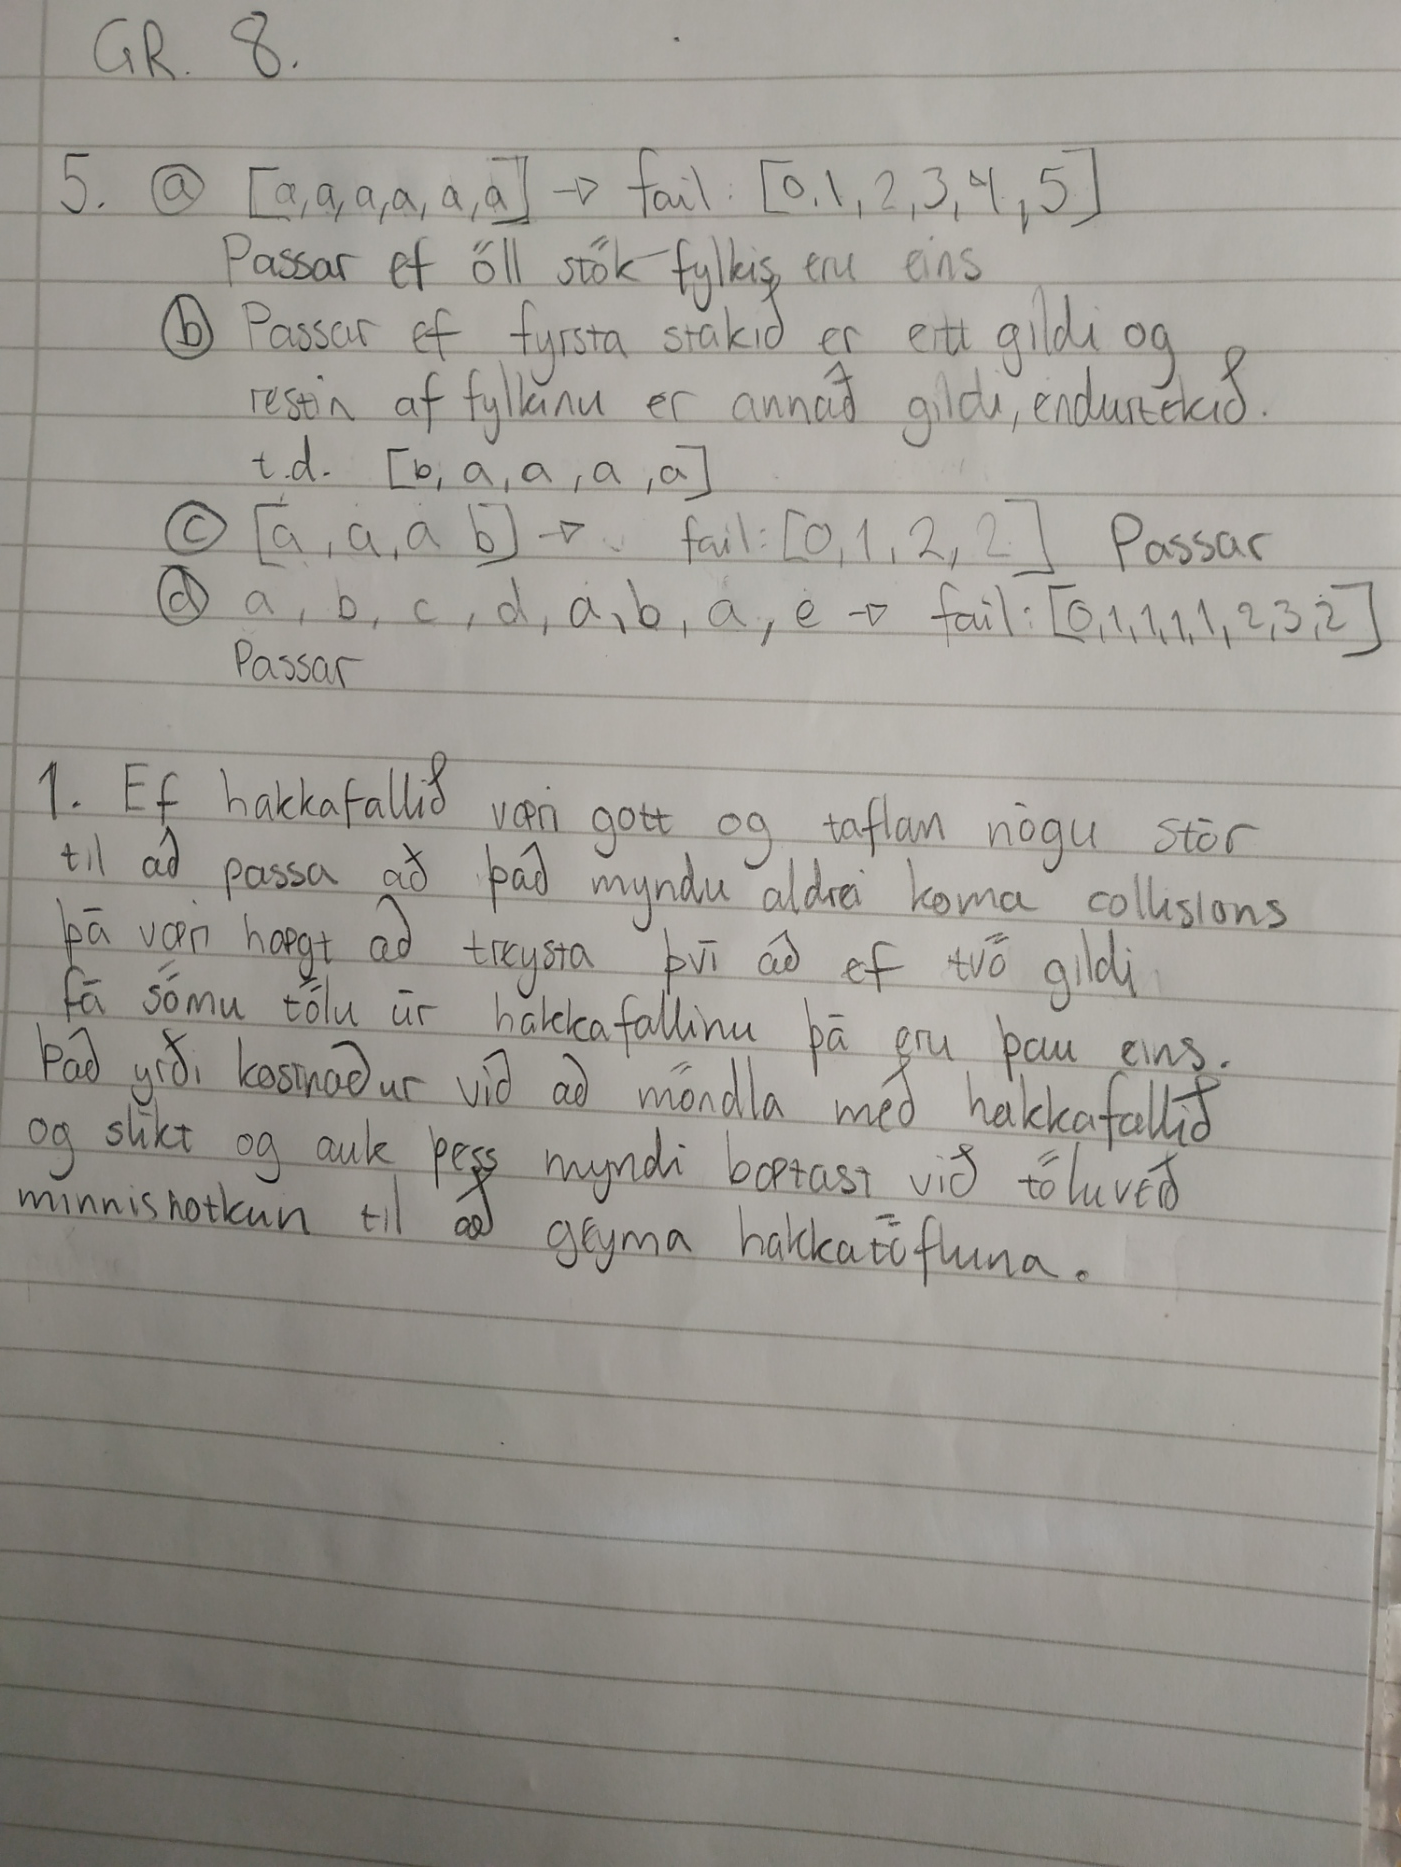 GR. 8.
5. ⓐ [a,a,a,a,a,a] → fail: [0,1,2,3,4,5]
Passar ef öll stök fylkis eru eins
ⓑ Passar ef fyrsta stakið er eitt gildi og
restin af fylkinu er annað gildi, endurtekið.
t.d. [b,a,a,a,a]
ⓒ [a,a,a b] → fail: [0,1,2,2] Passar
ⓓ a,b,c,d,a,b,a,e → fail: [0,1,1,1,1,2,3,2]
Passar
1. Ef hakkafallið væri gott og taflan nógu stór
til að passa að það myndu aldrei koma collisions
þá væri hægt að treysta því að ef tvö gildi
fá sömu tölu úr hakkafallinu þá eru þau eins.
Það yrði kostnaður við að möndla með hakkafallið
og slíkt og auk þess myndi bætast við töluverð
minnisnotkun til að geyma hakkatöfluna.